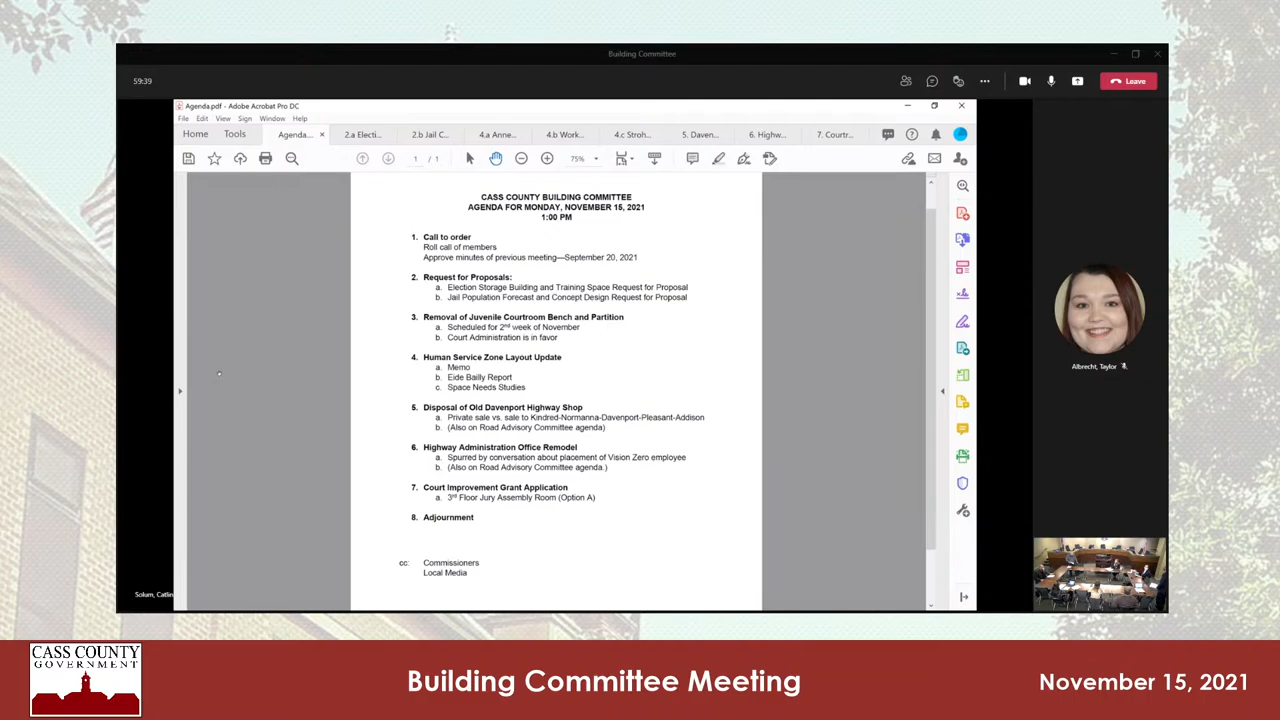 Building Committee
59:39
Leave
Agenda.pdf - Adobe Acrobat Pro DC
File Edit View Sign Window Help
Home Tools Agenda... × 2.a Electi... 2.b Jail C... 4.a Anne... 4.b Work... 4.c Stroh... 5. Daven... 6. Highw... 7. Courtr...
1 / 1 75%
CASS COUNTY BUILDING COMMITTEE
AGENDA FOR MONDAY, NOVEMBER 15, 2021
1:00 PM
1. Call to order
Roll call of members
Approve minutes of previous meeting—September 20, 2021
2. Request for Proposals:
a. Election Storage Building and Training Space Request for Proposal
b. Jail Population Forecast and Concept Design Request for Proposal
3. Removal of Juvenile Courtroom Bench and Partition
a. Scheduled for 2nd week of November
b. Court Administration is in favor
4. Human Service Zone Layout Update
a. Memo
b. Eide Bailly Report
c. Space Needs Studies
5. Disposal of Old Davenport Highway Shop
a. Private sale vs. sale to Kindred-Normanna-Davenport-Pleasant-Addison
b. (Also on Road Advisory Committee agenda)
6. Highway Administration Office Remodel
a. Spurred by conversation about placement of Vision Zero employee
b. (Also on Road Advisory Committee agenda.)
7. Court Improvement Grant Application
a. 3rd Floor Jury Assembly Room (Option A)
8. Adjournment
cc: Commissioners
Local Media
Albrecht, Taylor
Solum, Catlin
CASS COUNTY
GOVERNMENT
Building Committee Meeting
November 15, 2021